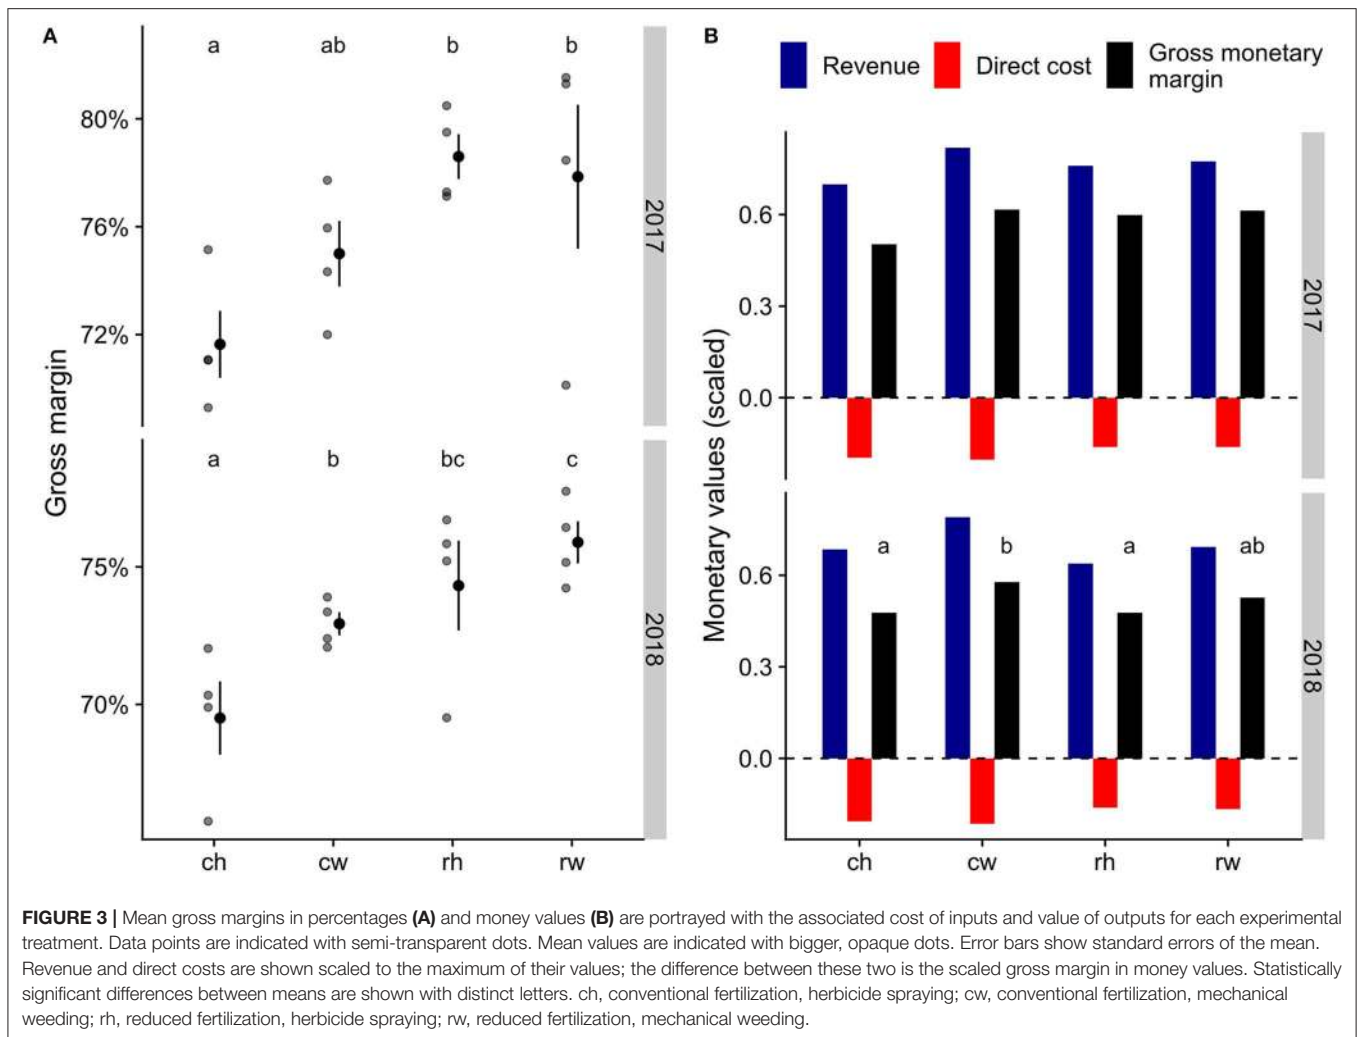 A
a ab b b
80%
76%
72%
2017
Gross margin
a b bc c
75%
70%
2018
ch cw rh rw
B
Revenue Direct cost Gross monetary
margin
0.6
0.3
0.0
2017
Monetary values (scaled)
a b a ab
0.6
0.3
0.0
2018
ch cw rh rw
FIGURE 3 | Mean gross margins in percentages (A) and money values (B) are portrayed with the associated cost of inputs and value of outputs for each experimental
treatment. Data points are indicated with semi-transparent dots. Mean values are indicated with bigger, opaque dots. Error bars show standard errors of the mean.
Revenue and direct costs are shown scaled to the maximum of their values; the difference between these two is the scaled gross margin in money values. Statistically
significant differences between means are shown with distinct letters. ch, conventional fertilization, herbicide spraying; cw, conventional fertilization, mechanical
weeding; rh, reduced fertilization, herbicide spraying; rw, reduced fertilization, mechanical weeding.